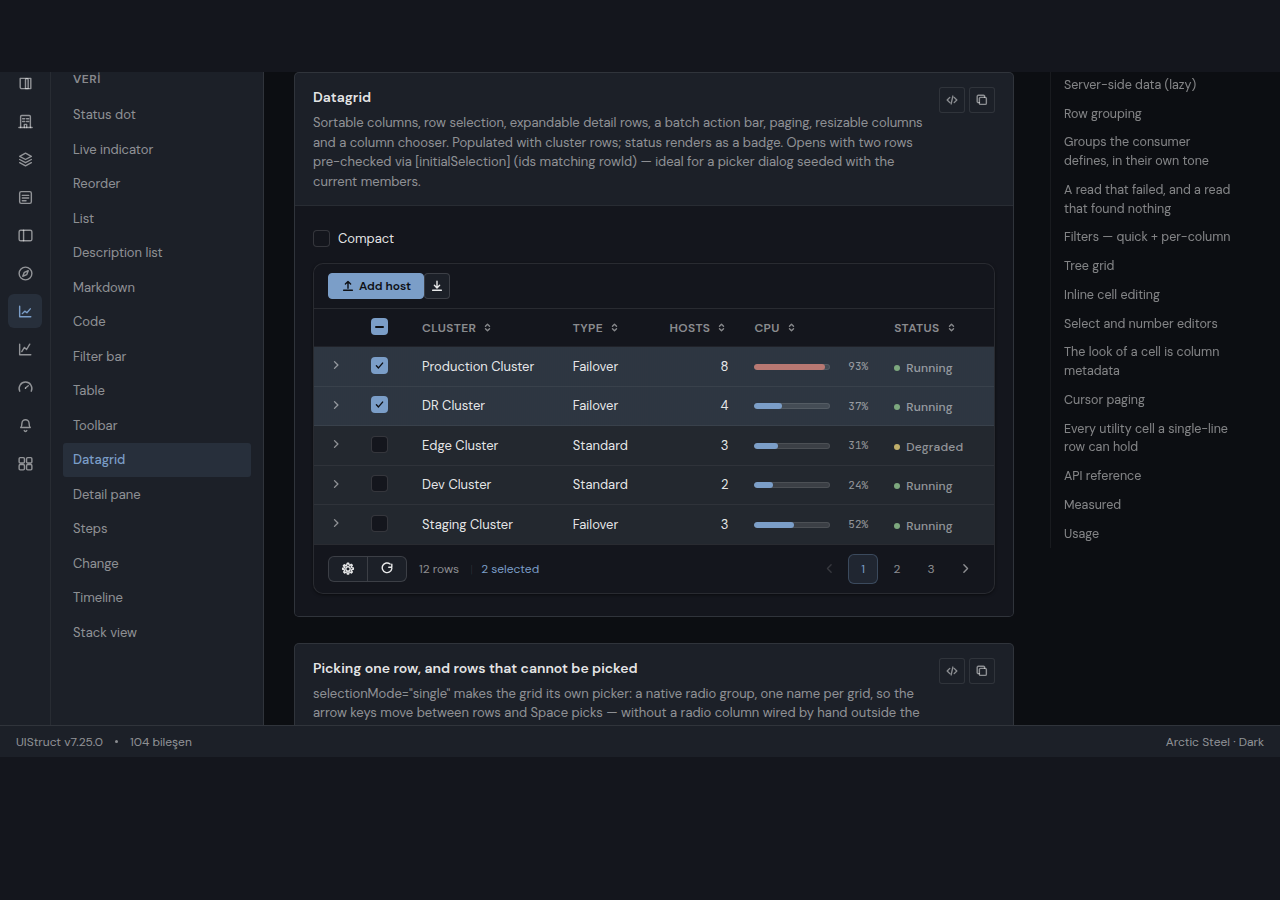 VERİ
Status dot
Live indicator
Reorder
List
Description list
Markdown
Code
Filter bar
Table
Toolbar
Datagrid
Detail pane
Steps
Change
Timeline
Stack view
Datagrid
Sortable columns, row selection, expandable detail rows, a batch action bar, paging, resizable columns
and a column chooser. Populated with cluster rows; status renders as a badge. Opens with two rows
pre-checked via [initialSelection] (ids matching rowId) — ideal for a picker dialog seeded with the
current members.
Compact
Add host
CLUSTER TYPE HOSTS CPU STATUS
Production Cluster Failover 8 93% Running
DR Cluster Failover 4 37% Running
Edge Cluster Standard 3 31% Degraded
Dev Cluster Standard 2 24% Running
Staging Cluster Failover 3 52% Running
12 rows 2 selected 1 2 3
Picking one row, and rows that cannot be picked
selectionMode="single" makes the grid its own picker: a native radio group, one name per grid, so the
arrow keys move between rows and Space picks — without a radio column wired by hand outside the
Server-side data (lazy)
Row grouping
Groups the consumer
defines, in their own tone
A read that failed, and a read
that found nothing
Filters — quick + per-column
Tree grid
Inline cell editing
Select and number editors
The look of a cell is column
metadata
Cursor paging
Every utility cell a single-line
row can hold
API reference
Measured
Usage
UIStruct v7.25.0 • 104 bileşen
Arctic Steel · Dark